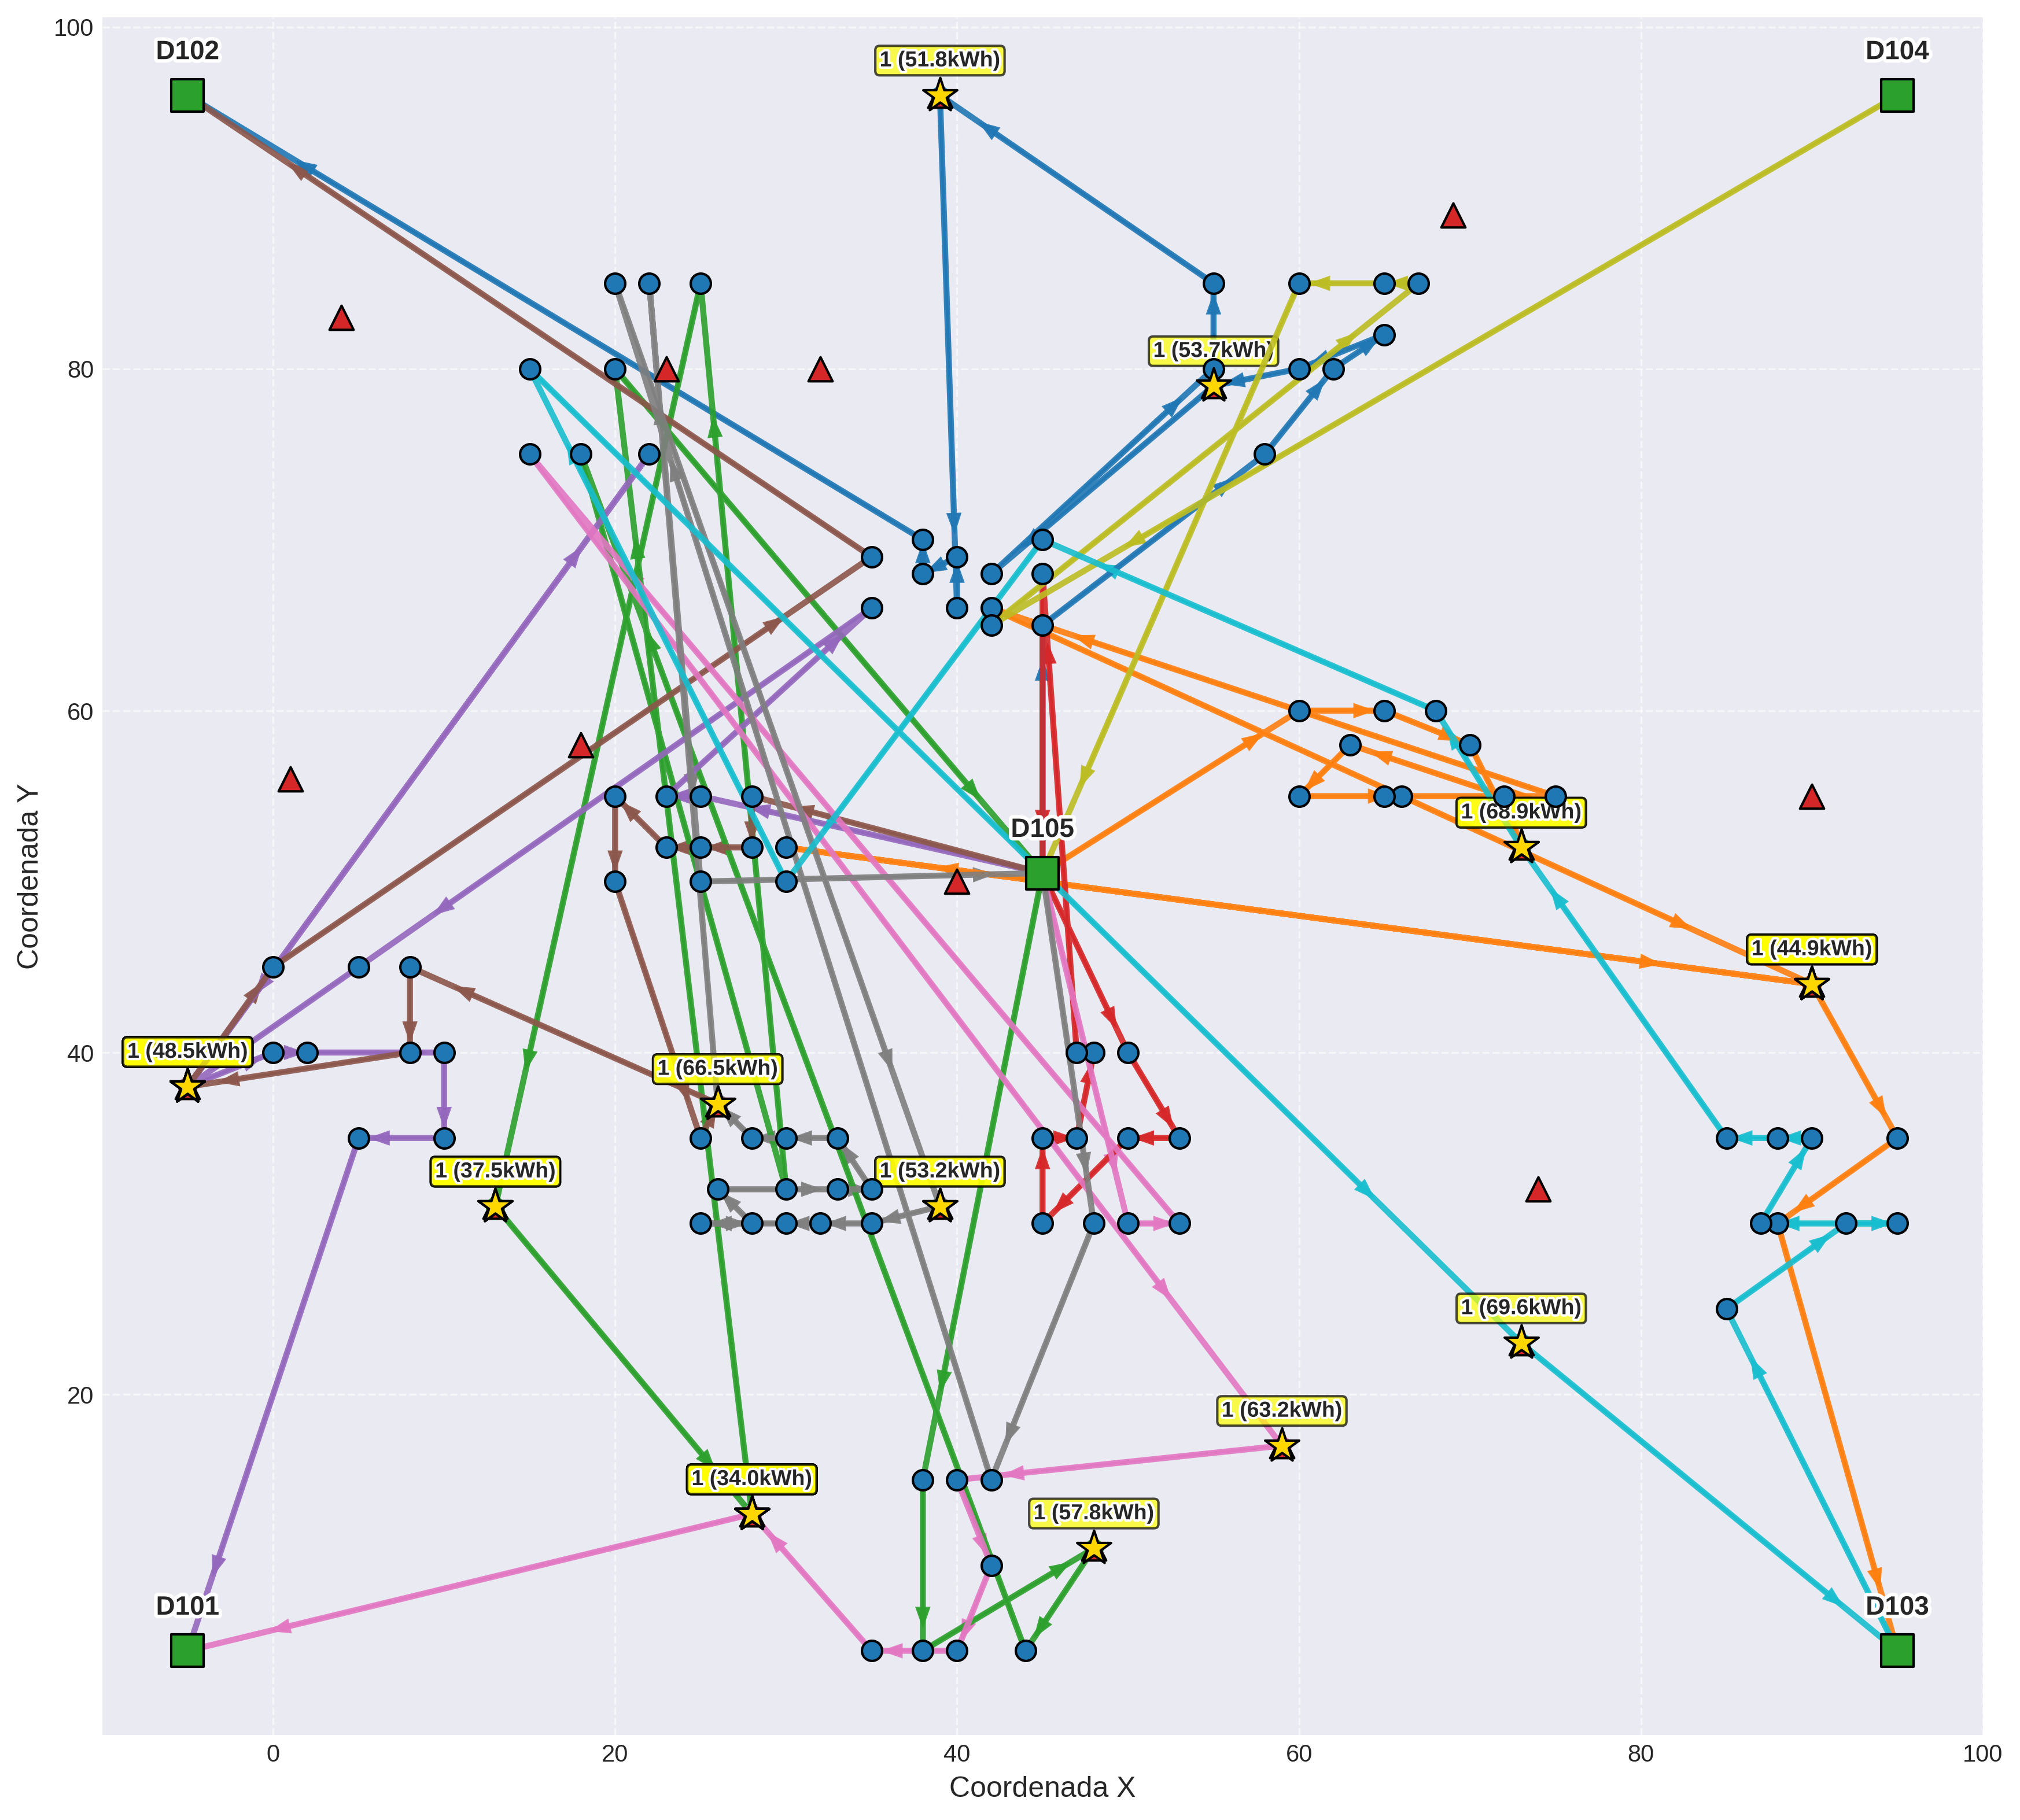 100
D102
D104
1 (51.8kWh)
80
1 (53.7kWh)
60
D105
1 (68.9kWh)
1 (44.9kWh)
40
1 (48.5kWh)
1 (66.5kWh)
1 (37.5kWh)
1 (53.2kWh)
1 (69.6kWh)
20
1 (63.2kWh)
1 (34.0kWh)
1 (57.8kWh)
D101
D103
0
20
40
60
80
100
Coordenada X
Coordenada Y